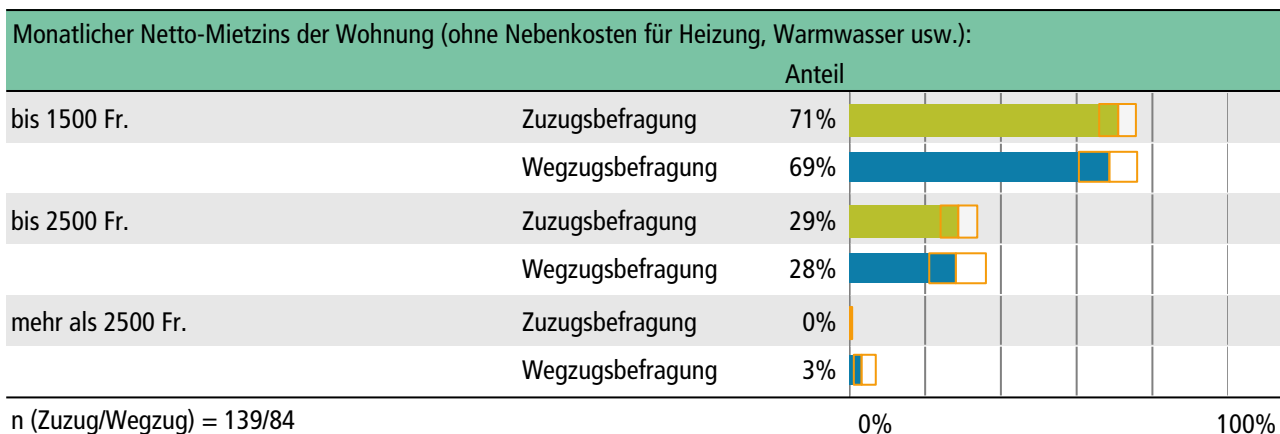 Monatlicher Netto-Mietzins der Wohnung (ohne Nebenkosten für Heizung, Warmwasser usw.):
Anteil
bis 1500 Fr. Zuzugsbefragung 71%
Wegzugsbefragung 69%
bis 2500 Fr. Zuzugsbefragung 29%
Wegzugsbefragung 28%
mehr als 2500 Fr. Zuzugsbefragung 0%
Wegzugsbefragung 3%
n (Zuzug/Wegzug) = 139/84 0% 100%